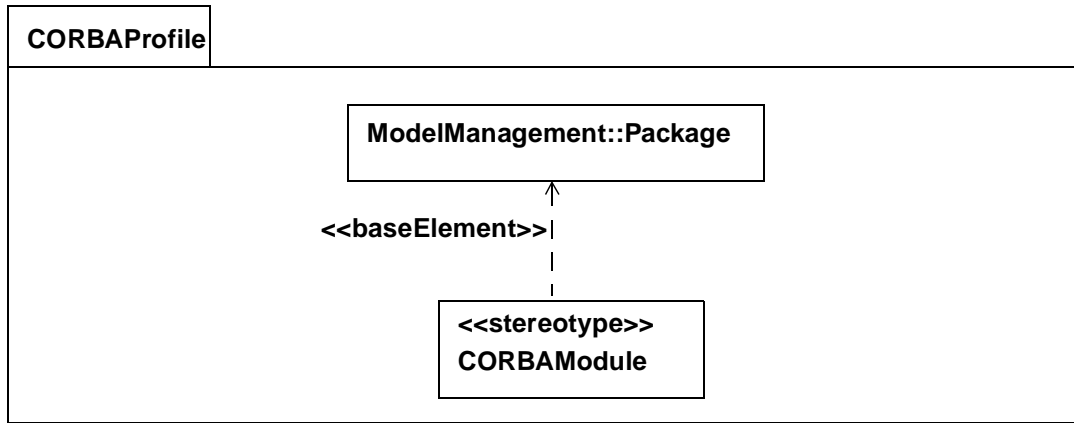 CORBAProfile
ModelManagement::Package
<<baseElement>>
<<stereotype>>
CORBAModule